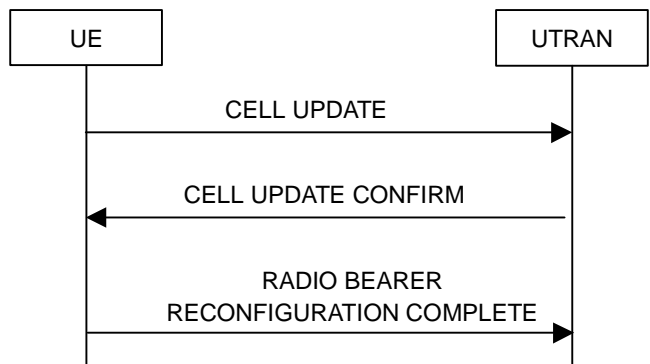 UE
UTRAN
CELL UPDATE
CELL UPDATE CONFIRM
RADIO BEARER
RECONFIGURATION COMPLETE